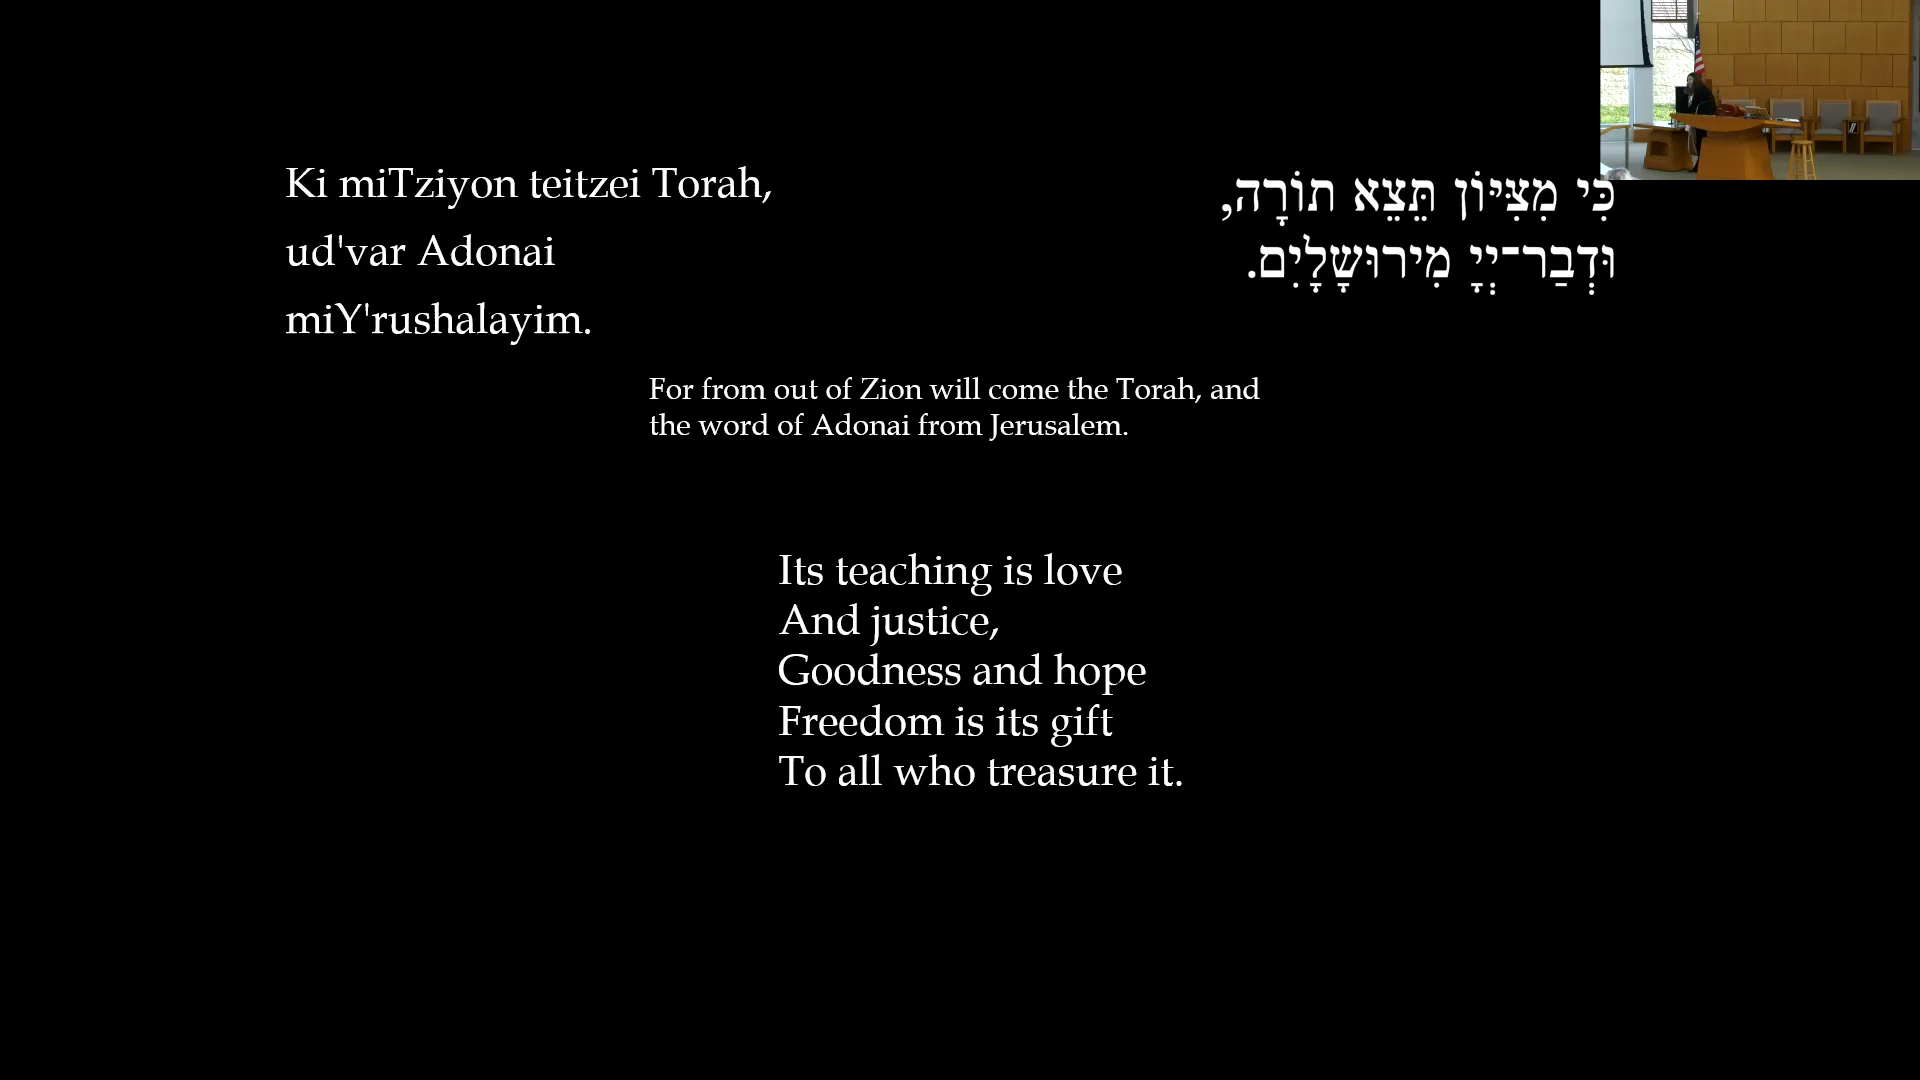 Ki miTziyon teitzei Torah,
ud'var Adonai
miY'rushalayim.
כִּי מִצִּיּוֹן תֵּצֵא תוֹרָה,
וּדְבַר־יְיָ מִירוּשָׁלָיִם.
For from out of Zion will come the Torah, and
the word of Adonai from Jerusalem.
Its teaching is love
And justice,
Goodness and hope
Freedom is its gift
To all who treasure it.